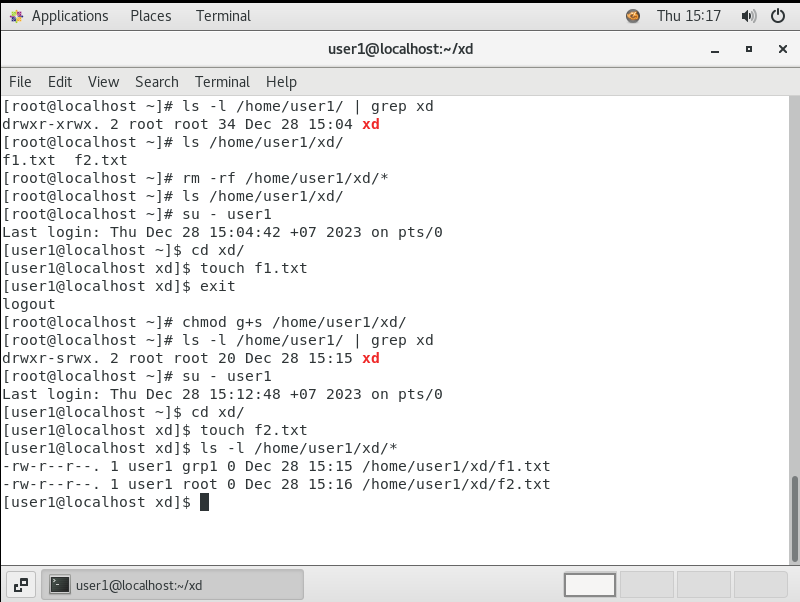 Applications Places Terminal Thu 15:17
user1@localhost:~/xd
File Edit View Search Terminal Help
[root@localhost ~]# ls -l /home/user1/ | grep xd
drwxr-xrwx. 2 root root 34 Dec 28 15:04 xd
[root@localhost ~]# ls /home/user1/xd/
f1.txt  f2.txt
[root@localhost ~]# rm -rf /home/user1/xd/*
[root@localhost ~]# ls /home/user1/xd/
[root@localhost ~]# su - user1
Last login: Thu Dec 28 15:04:42 +07 2023 on pts/0
[user1@localhost ~]$ cd xd/
[user1@localhost xd]$ touch f1.txt
[user1@localhost xd]$ exit
logout
[root@localhost ~]# chmod g+s /home/user1/xd/
[root@localhost ~]# ls -l /home/user1/ | grep xd
drwxr-srwx. 2 root root 20 Dec 28 15:15 xd
[root@localhost ~]# su - user1
Last login: Thu Dec 28 15:12:48 +07 2023 on pts/0
[user1@localhost ~]$ cd xd/
[user1@localhost xd]$ touch f2.txt
[user1@localhost xd]$ ls -l /home/user1/xd/*
-rw-r--r--. 1 user1 grp1 0 Dec 28 15:15 /home/user1/xd/f1.txt
-rw-r--r--. 1 user1 root 0 Dec 28 15:16 /home/user1/xd/f2.txt
[user1@localhost xd]$
user1@localhost:~/xd